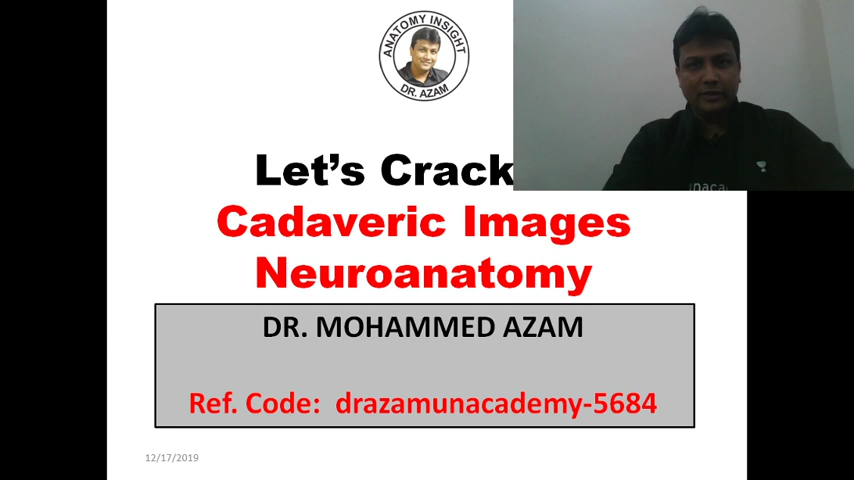 ANATOMY INSIGHT
DR. AZAM
Let's Crack
Cadaveric Images
Neuroanatomy
DR. MOHAMMED AZAM
Ref. Code: drazamunacademy-5684
12/17/2019